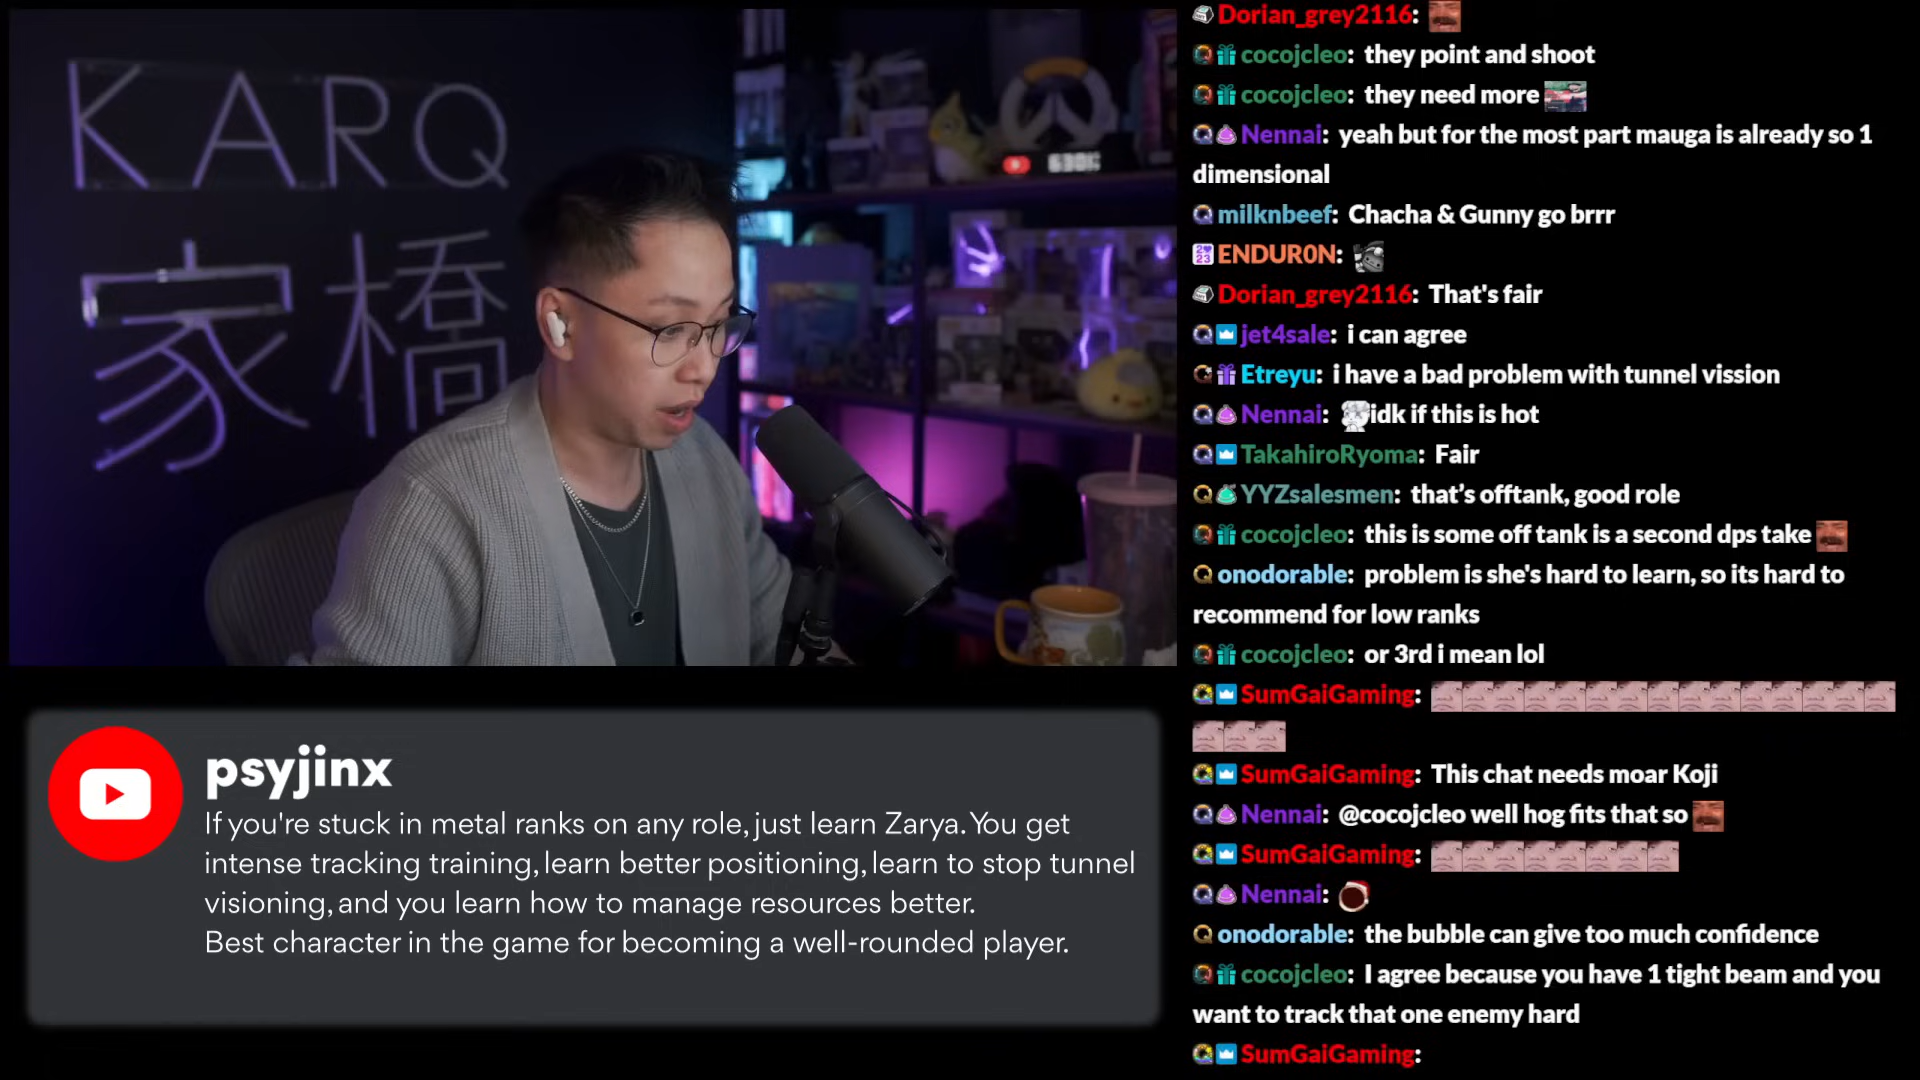 KARQ
家橋
psyjinx
If you're stuck in metal ranks on any role, just learn Zarya. You get
intense tracking training, learn better positioning, learn to stop tunnel
visioning, and you learn how to manage resources better.
Best character in the game for becoming a well-rounded player.
Dorian_grey2116:
cocojcleo: they point and shoot
cocojcleo: they need more
Nennai: yeah but for the most part mauga is already so 1
dimensional
milknbeef: Chacha & Gunny go brrr
ENDUR0N:
Dorian_grey2116: That's fair
jet4sale: i can agree
Etreyu: i have a bad problem with tunnel vission
Nennai: idk if this is hot
TakahiroRyoma: Fair
YYZsalesmen: that’s offtank, good role
cocojcleo: this is some off tank is a second dps take
onodorable: problem is she's hard to learn, so its hard to
recommend for low ranks
cocojcleo: or 3rd i mean lol
SumGaiGaming:
SumGaiGaming: This chat needs moar Koji
Nennai: @cocojcleo well hog fits that so
SumGaiGaming:
Nennai:
onodorable: the bubble can give too much confidence
cocojcleo: I agree because you have 1 tight beam and you
want to track that one enemy hard
SumGaiGaming: